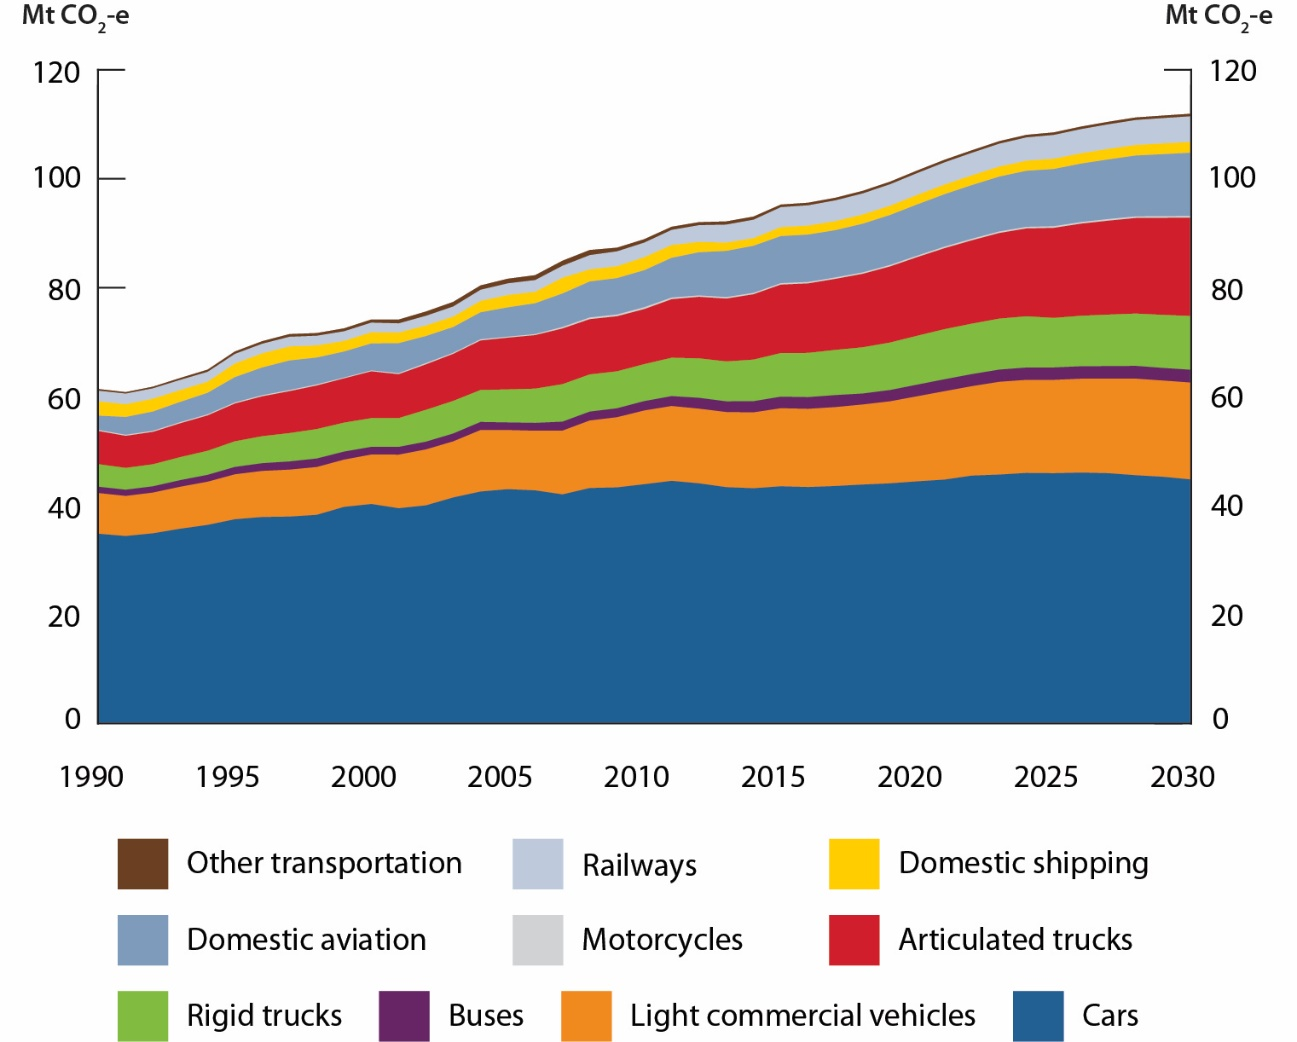 Mt CO₂-e Mt CO₂-e
120 120
100 100
80 80
60 60
40 40
20 20
0 0
1990 1995 2000 2005 2010 2015 2020 2025 2030
Other transportation Railways Domestic shipping
Domestic aviation Motorcycles Articulated trucks
Rigid trucks Buses Light commercial vehicles Cars